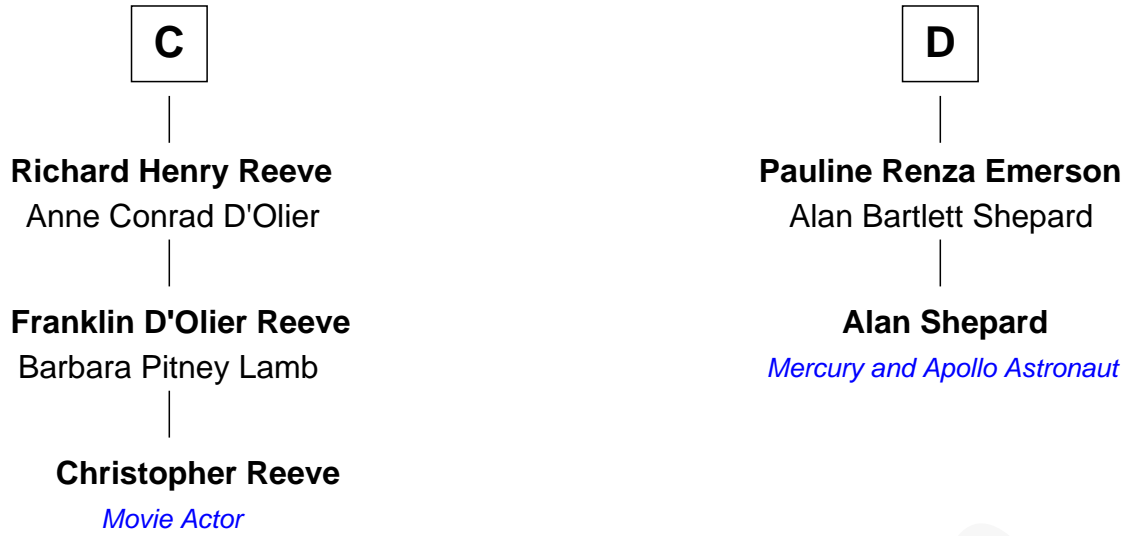 C
Richard Henry Reeve
Anne Conrad D'Olier
Franklin D'Olier Reeve
Barbara Pitney Lamb
Christopher Reeve
Movie Actor
D
Pauline Renza Emerson
Alan Bartlett Shepard
Alan Shepard
Mercury and Apollo Astronaut